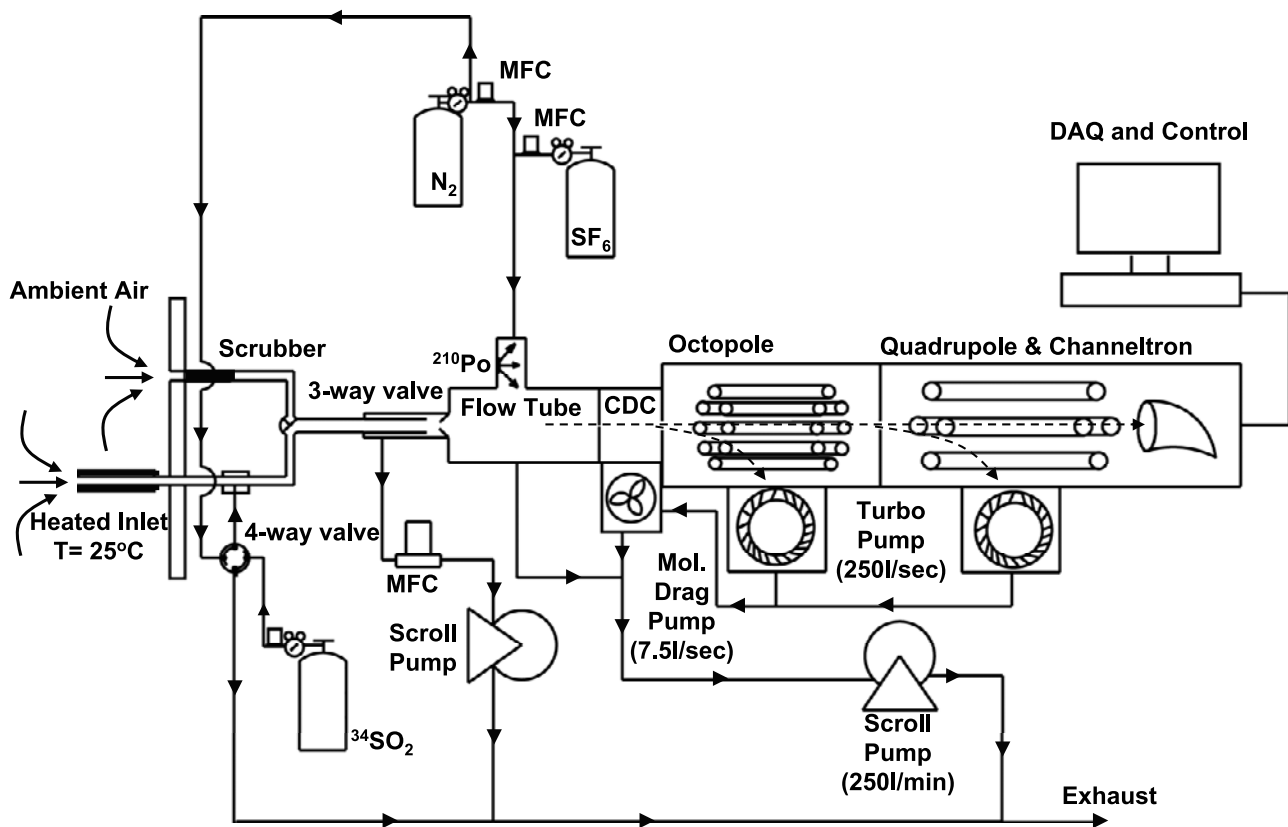 MFC
MFC
DAQ and Control
N₂
SF₆
Ambient Air
Scrubber
²¹⁰Po
Octopole
Quadrupole & Channeltron
3-way valve
Flow Tube
CDC
Heated Inlet
T= 25°C
4-way valve
MFC
Mol.
Drag
Pump
(7.5l/sec)
Turbo
Pump
(250l/sec)
Scroll
Pump
³⁴SO₂
Scroll
Pump
(250l/min)
Exhaust